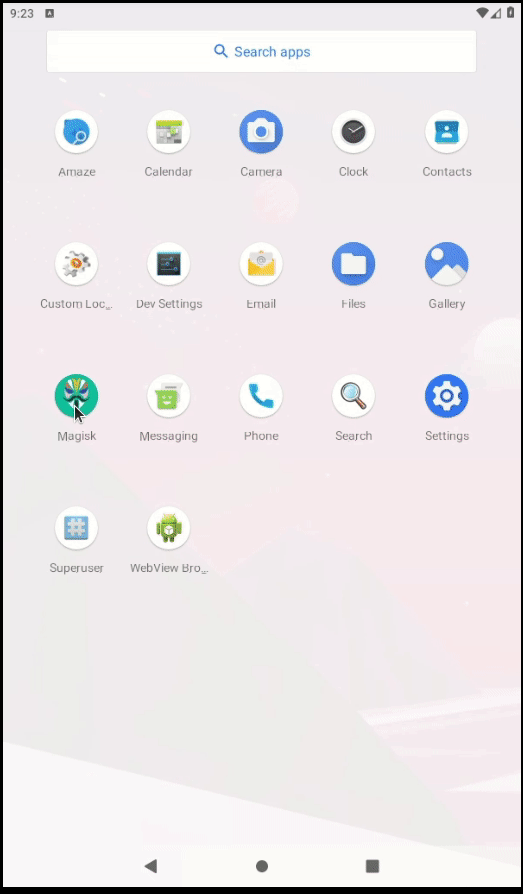 9:23
Search apps
Amaze
Calendar
Camera
Clock
Contacts
Custom Loc...
Dev Settings
Email
Files
Gallery
Magisk
Messaging
Phone
Search
Settings
Superuser
WebView Bro...